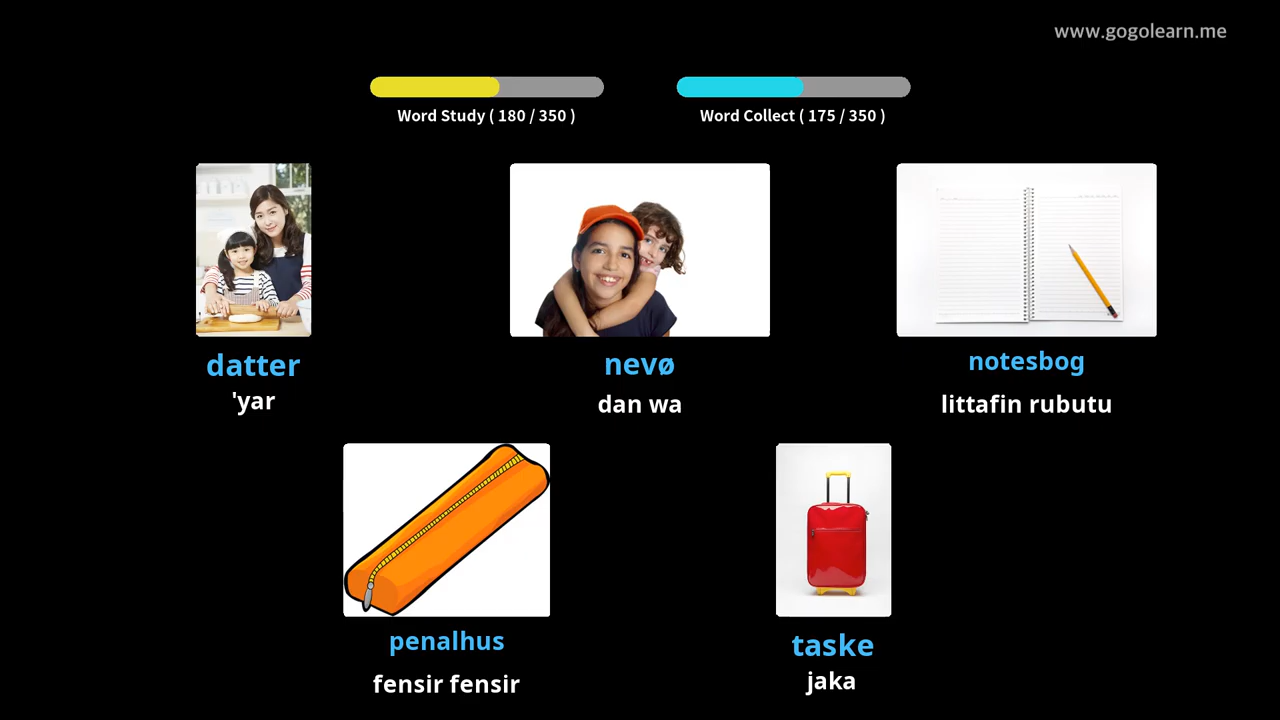 www.gogolearn.me
Word Study ( 180 / 350 )
Word Collect ( 175 / 350 )
datter
'yar
nevø
dan wa
notesbog
littafin rubutu
penalhus
fensir fensir
taske
jaka